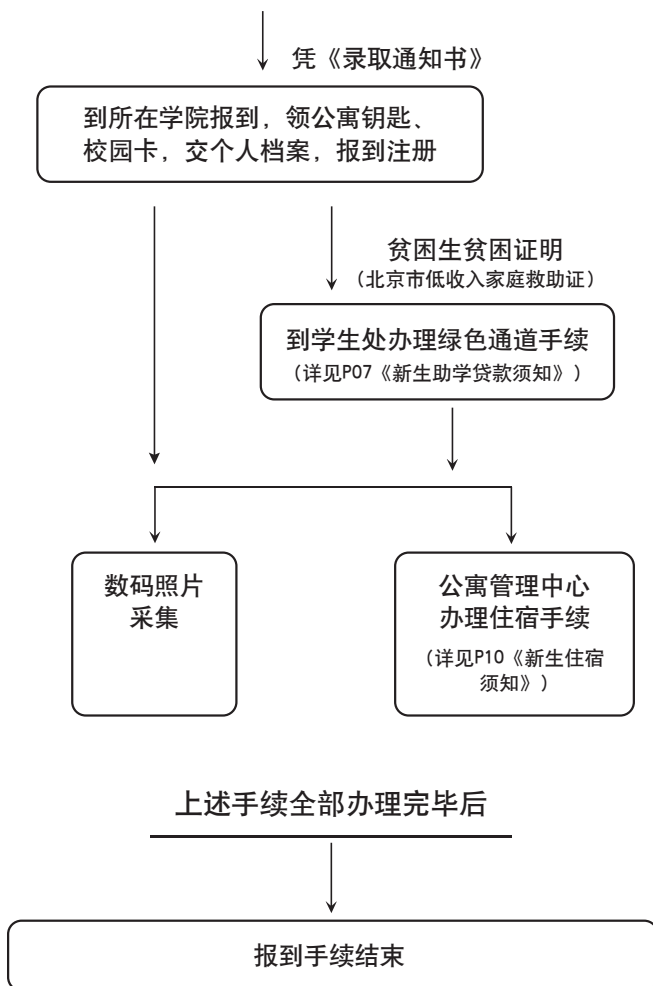 凭《录取通知书》
到所在学院报到，领公寓钥匙、
校园卡，交个人档案，报到注册
贫困生贫困证明
（北京市低收入家庭救助证）
到学生处办理绿色通道手续
（详见P07《新生助学贷款须知》）
数码照片
采集
公寓管理中心
办理住宿手续
（详见P10《新生住宿
须知》）
上述手续全部办理完毕后
报到手续结束